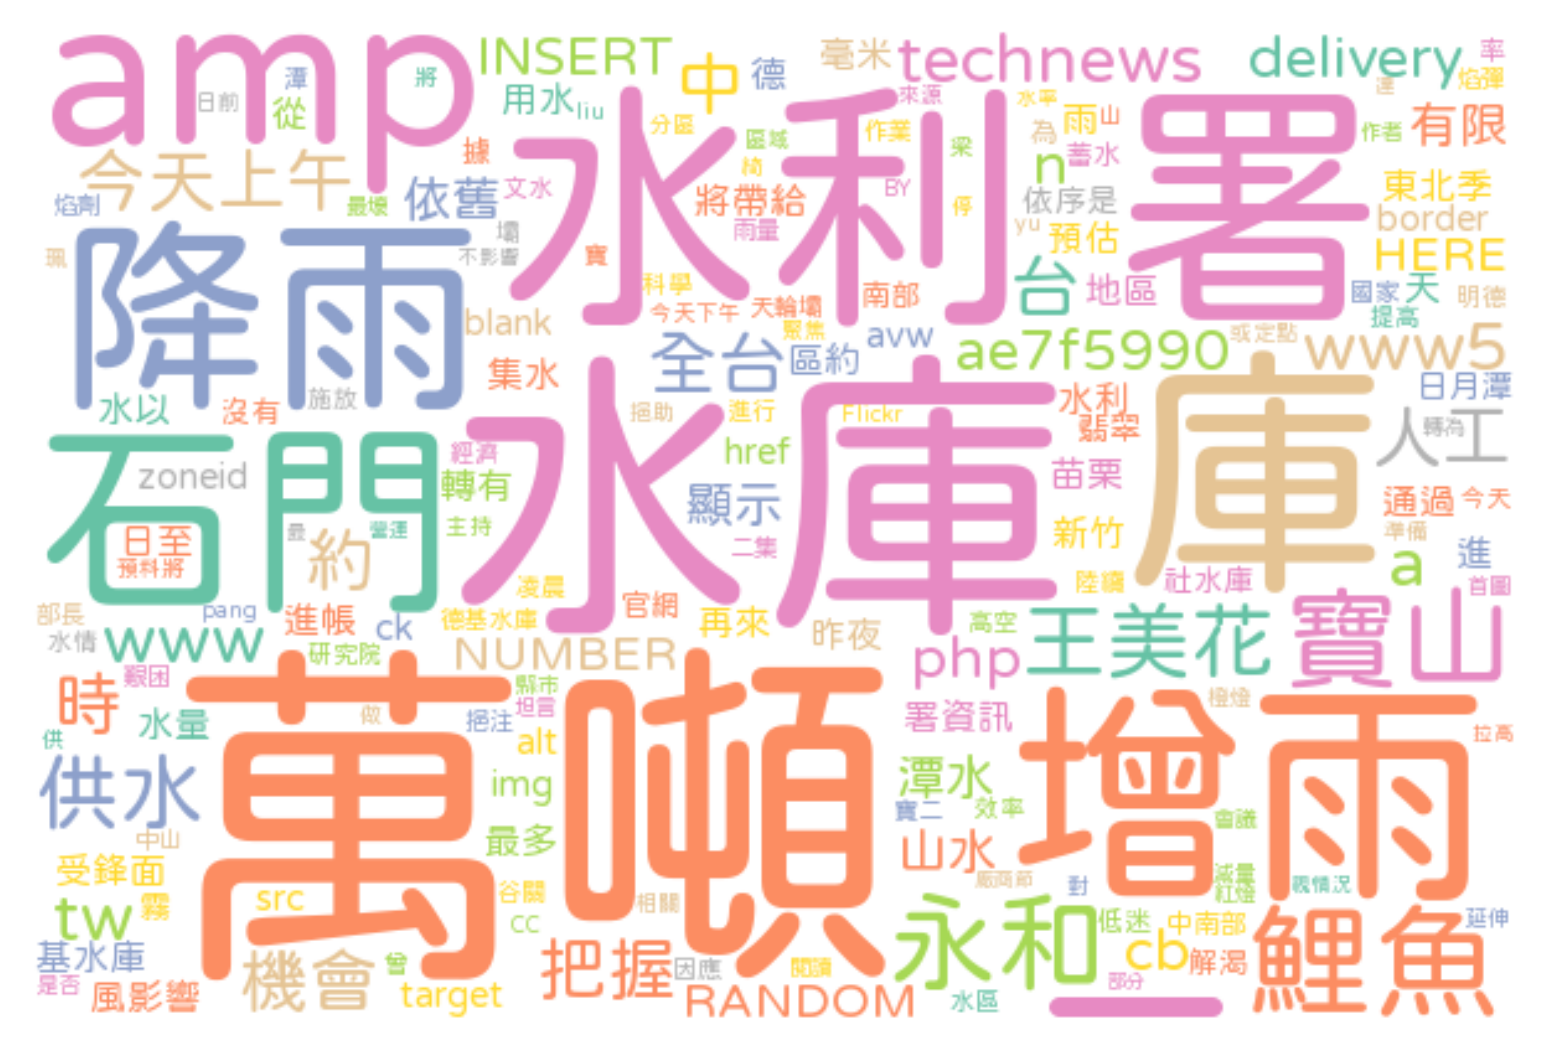 amp
INSERT
technews
delivery
率
焰彈
潭
將
日前
從
中
德
毫米
達
用水
liu
來源
水率
雨
山
作者
有限
分區
區域
作業
梁
為
蓄水
n
水利署
今天上午
據
綺
依舊
文水
將帶給
BY
停
依序是
東北季
焰劑
最壞
雨量
yu
預估
border
HERE
降雨
壩
不影響
珮
寶
科學
南部
台
地區
國家
天
明德
今天下午
天輪壩
提高
blank
聚焦
avw
或定點
全台
區約
ae7f5990
www5
集水
日月潭
水以
沒有
施放
挹助
進行
Flickr
水利
翡翠
人工
轉為
水庫
庫
石門
zoneid
經濟
轉有
href
苗栗
顯示
通過
今天
日至
預料將
最
約
營運
主持
二集
新竹
準備
a
進
凌晨
陸續
社水庫
首圖
部長
pang
進帳
ck
德基水庫
官網
再來
昨夜
高空
王美花
寶山
水情
www
研究院
NUMBER
php
艱困
時
縣市
坦言
橙燈
做
挹注
署資訊
拉高
水量
供
alt
萬噸
增雨
供水
img
潭水
寶二
效率
會議
中山
最多
山水
受鋒面
廠商節
對
減量
紅燈
親情況
src
谷關
相關
tw
霧
cc
永和
低迷
中南部
鯉魚
延伸
基水庫
機會
曾
把握
因應
閱讀
cb
解渴
是否
風影響
target
RANDOM
水區
部分
一